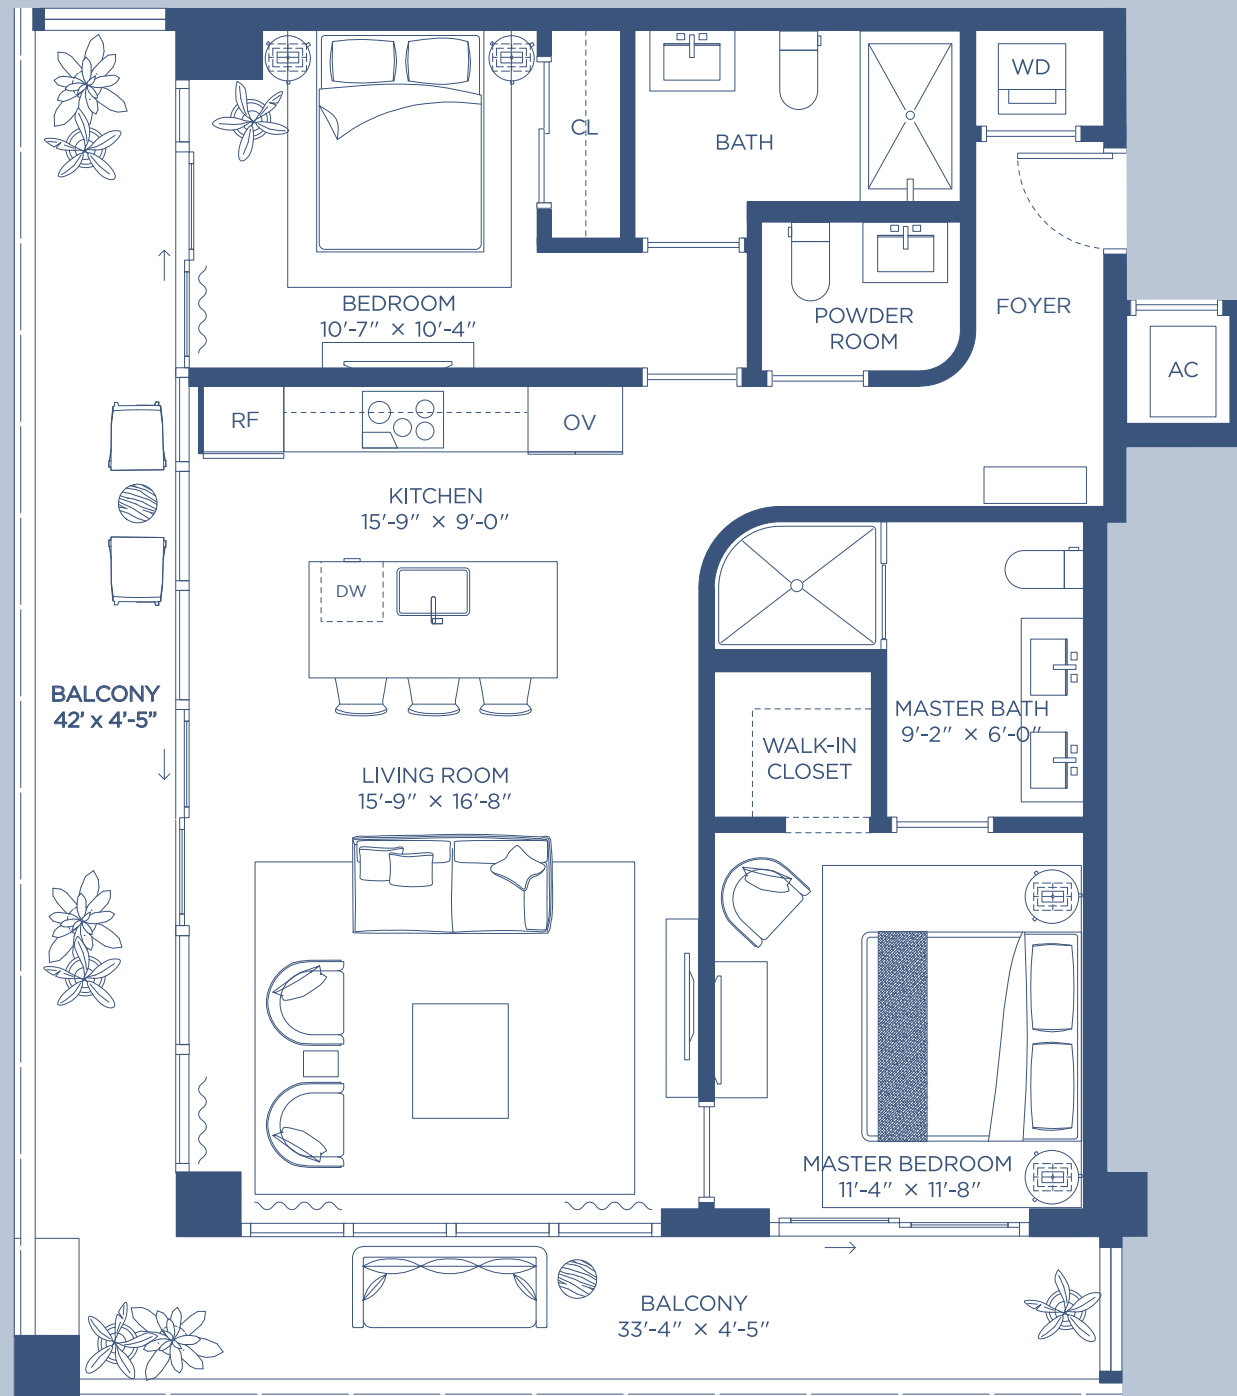 WD
CL
BATH
BEDROOM
10'-7" × 10'-4"
POWDER
ROOM
FOYER
AC
RF
OV
KITCHEN
15'-9" × 9'-0"
DW
BALCONY
42' x 4'-5"
MASTER BATH
9'-2" × 6'-0"
WALK-IN
CLOSET
LIVING ROOM
15'-9" × 16'-8"
MASTER BEDROOM
11'-4" × 11'-8"
BALCONY
33'-4" × 4'-5"